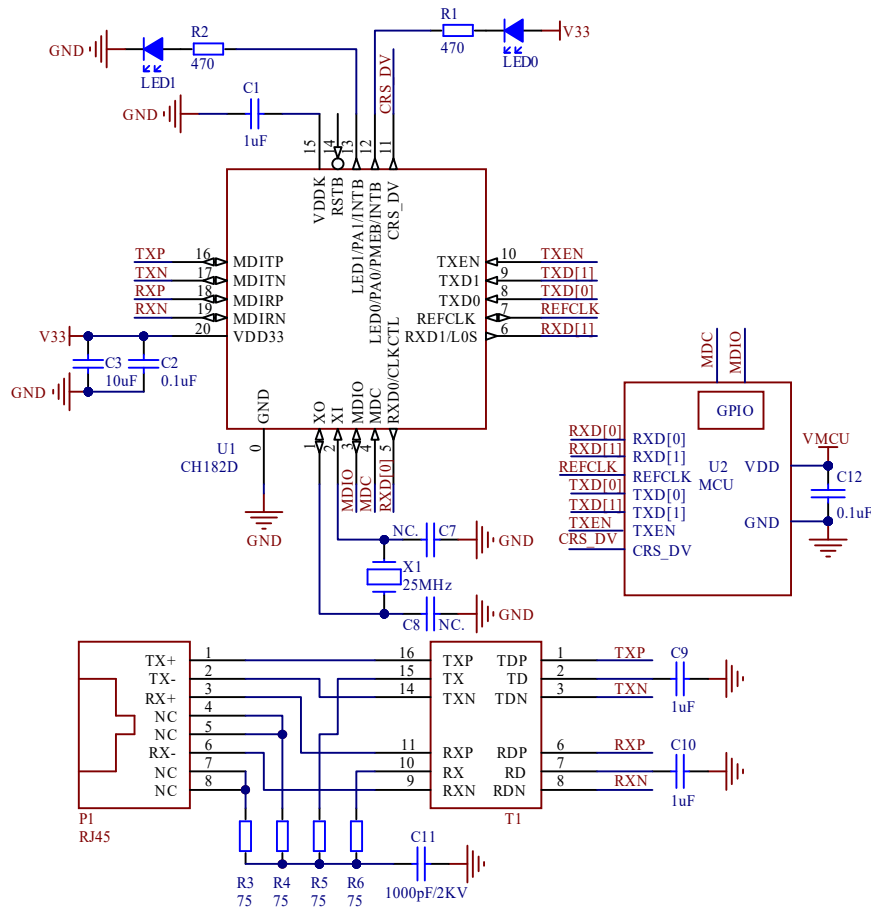 R2
470
LED1
GND
R1
470
LED0
V33
CRS_DV
C1
1uF
GND
15
14
13
12
11
VDDK
RSTB
LED1/PA1/INTB
LED0/PA0/PMEB/INTB
CRS_DV
TXP 16 MDITP
TXN 17 MDITN
RXP 18 MDIRP
RXN 19 MDIRN
V33 20 VDD33
TXEN 10 TXEN
TXD1 9 TXD[1]
TXD0 8 TXD[0]
REFCLK 7 REFCLK
RXD1/L0S 6 RXD[1]
C3
10uF
C2
0.1uF
GND
GND
XO
XI
MDIO
MDC
RXD0/CLKCTL
0
1
2
3
4
5
U1
CH182D
MDIO
MDC
RXD[0]
GND
NC. C7 GND
X1
25MHz
C8 NC. GND
MDC
MDIO
GPIO
RXD[0] RXD[0]
RXD[1] RXD[1]
REFCLK REFCLK
TXD[0] TXD[0]
TXD[1] TXD[1]
TXEN TXEN
CRS_DV CRS_DV
U2
MCU
VDD
GND
VMCU
C12
0.1uF
TX+ 1
TX- 2
RX+ 3
NC 4
NC 5
RX- 6
NC 7
NC 8
P1
RJ45
16 TXP
15 TX
14 TXN
11 RXP
10 RX
9 RXN
TDP 1 TXP
TD 2
TDN 3 TXN
RDP 6 RXP
RD 7
RDN 8 RXN
T1
C9
1uF
C10
1uF
R3
75
R4
75
R5
75
R6
75
C11
1000pF/2KV